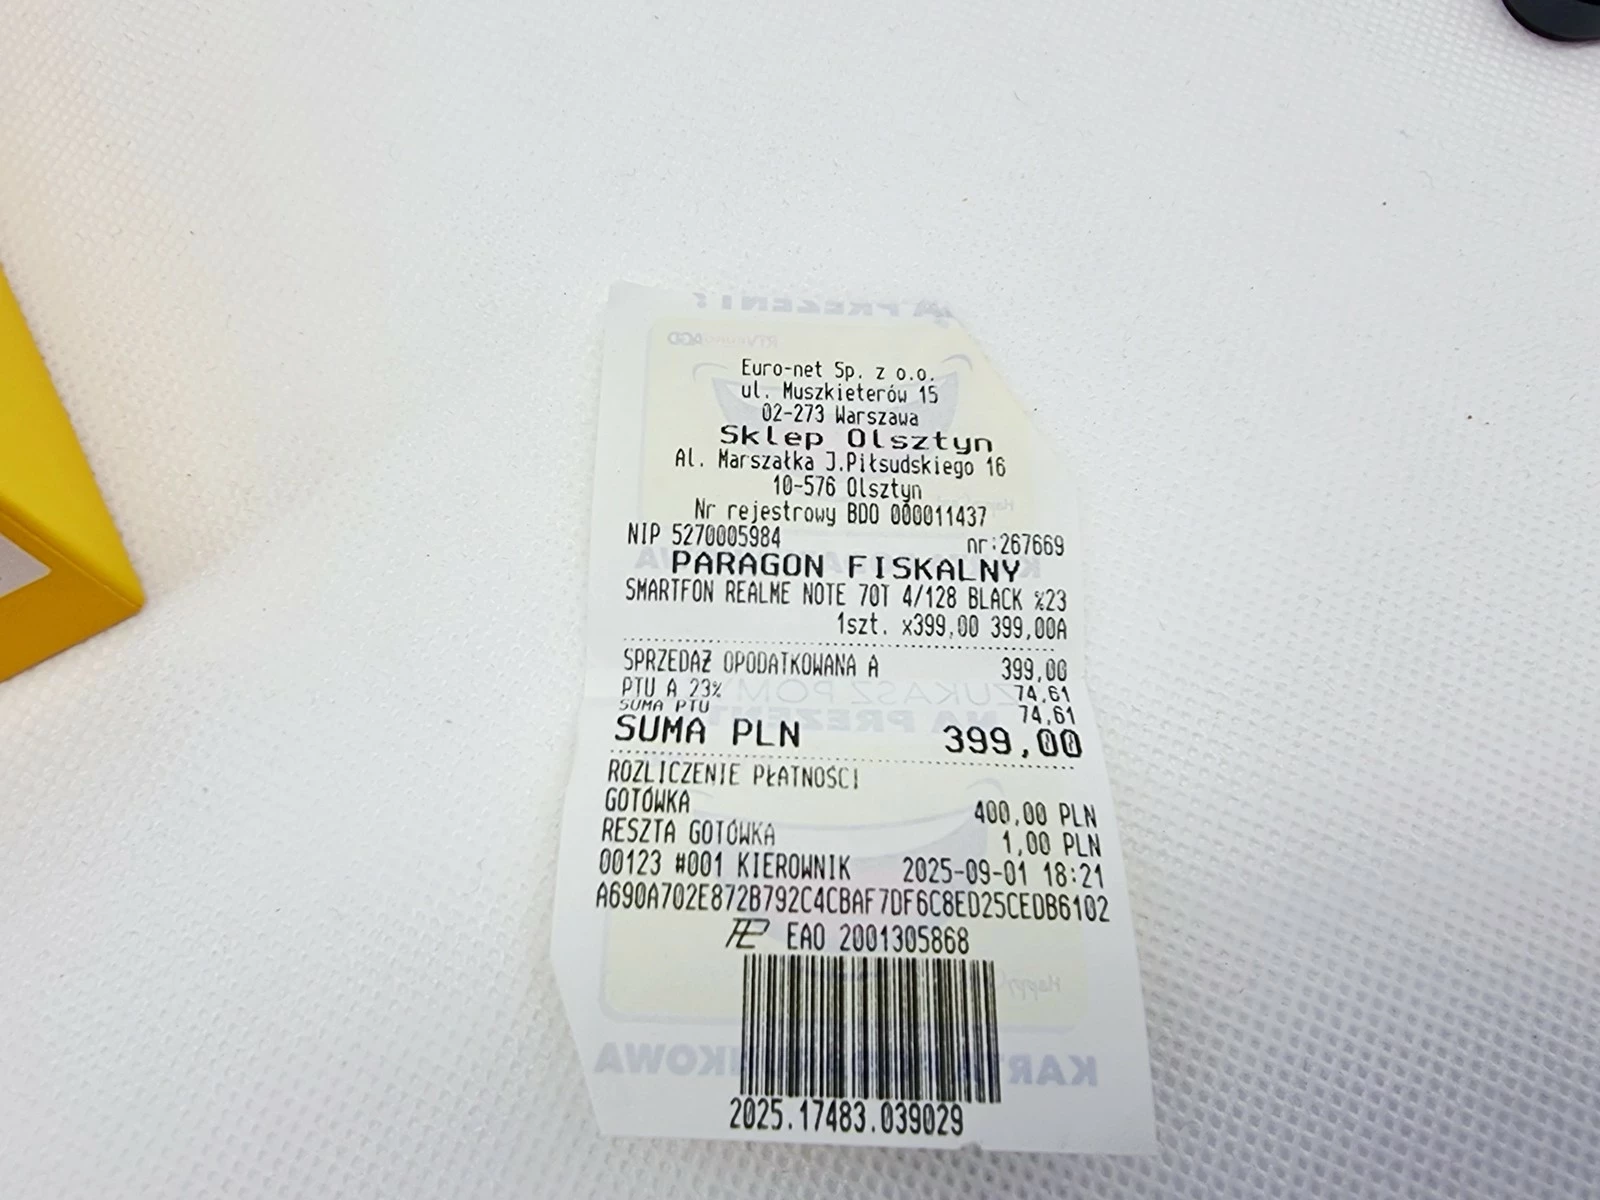 Euro-net Sp. z o.o.
ul. Muszkieterów 15
02-273 Warszawa
Sklep Olsztyn
Al. Marszałka J.Piłsudskiego 16
10-576 Olsztyn
Nr rejestrowy BDO 000011437
NIP 5270005984 nr:267669
PARAGON FISKALNY
SMARTFON REALME NOTE 70T 4/128 BLACK %23
1szt. x399,00 399,00A
SPRZEDAŻ OPODATKOWANA A 399,00
PTU A 23% 74,61
SUMA PTU 74,61
SUMA PLN 399,00
ROZLICZENIE PŁATNOŚCI
GOTÓWKA 400,00 PLN
RESZTA GOTÓWKA 1,00 PLN
00123 #001 KIEROWNIK 2025-09-01 18:21
A690A702E872B792C4CBAF7DF6C8ED25CEDB6102
EAO 2001305868
2025.17483.039029